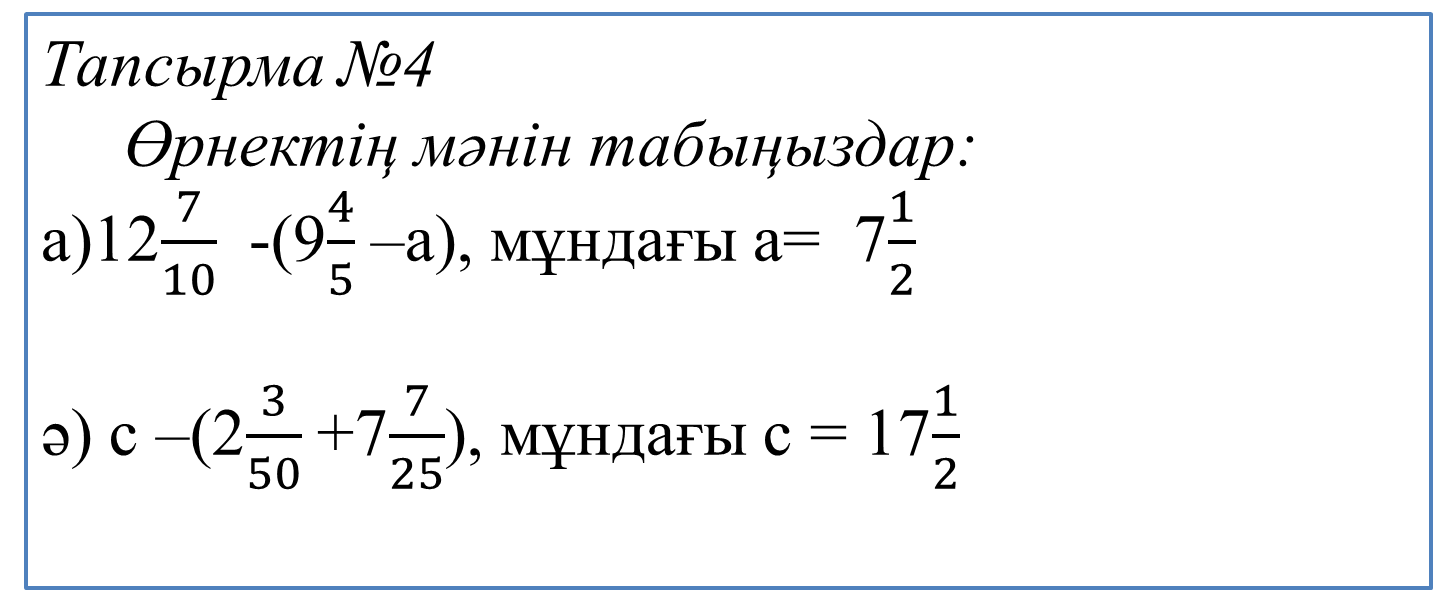 Тапсырма №4
Өрнектің мәнін табыңыздар:
а)12 7/10 -(9 4/5 –а), мұндағы а= 7 1/2
ә) с –(2 3/50 +7 7/25), мұндағы с = 17 1/2